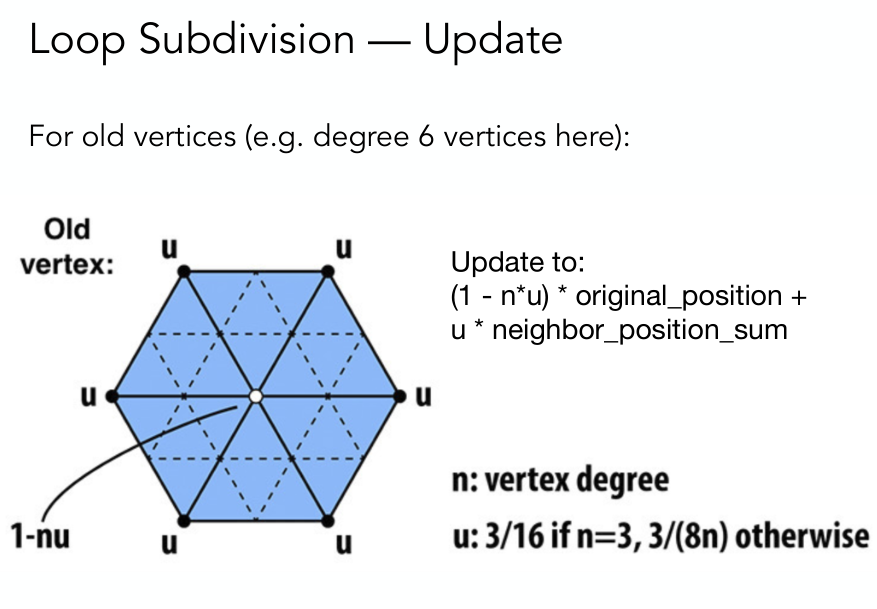 Loop Subdivision — Update
For old vertices (e.g. degree 6 vertices here):
Old
vertex:
u
u
u
u
u
u
1-nu
Update to:
(1 - n*u) * original_position +
u * neighbor_position_sum
n: vertex degree
u: 3/16 if n=3, 3/(8n) otherwise